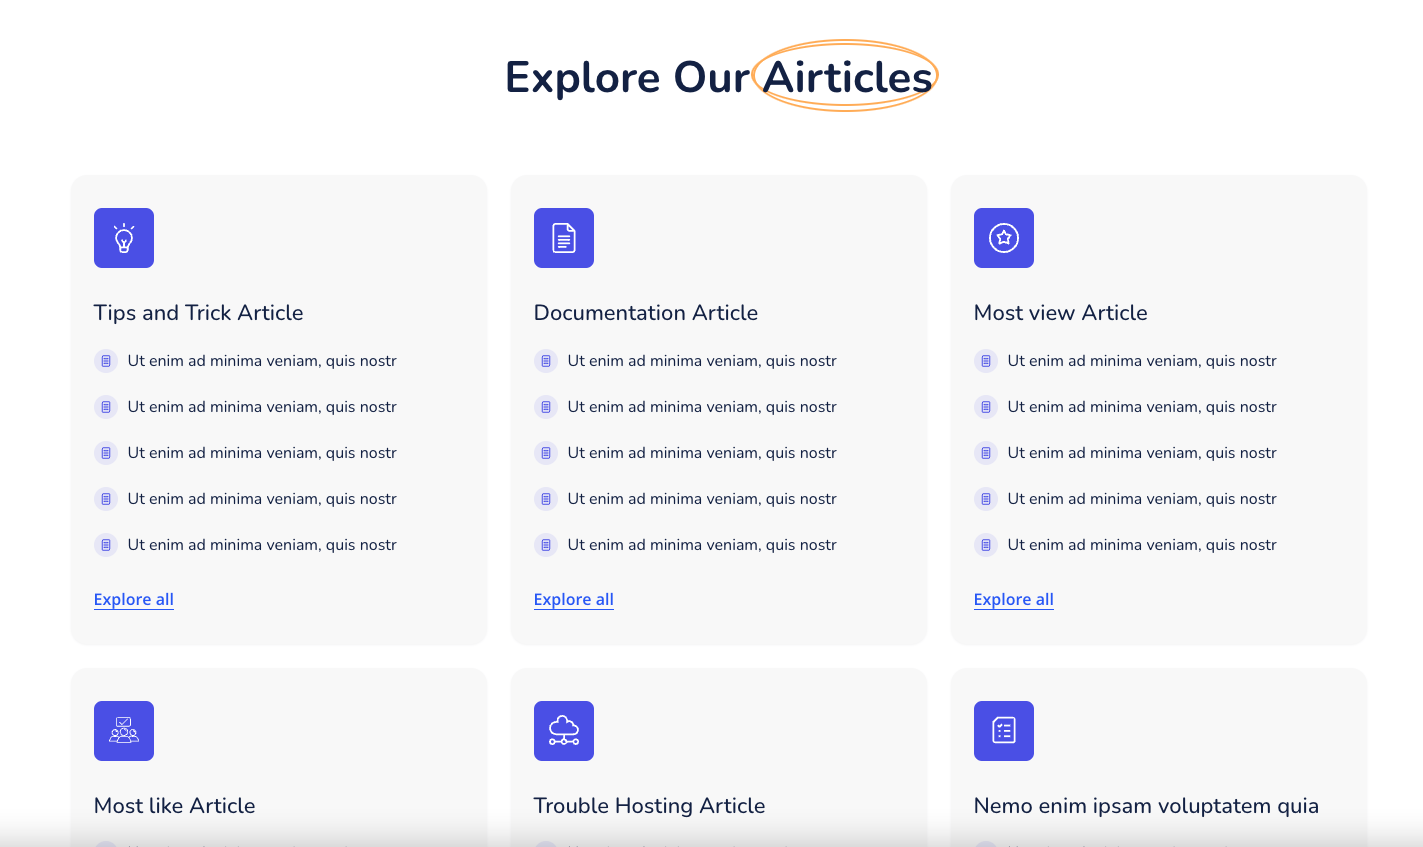 Explore Our Airticles
Tips and Trick Article
Ut enim ad minima veniam, quis nostr
Ut enim ad minima veniam, quis nostr
Ut enim ad minima veniam, quis nostr
Ut enim ad minima veniam, quis nostr
Ut enim ad minima veniam, quis nostr
Explore all
Documentation Article
Ut enim ad minima veniam, quis nostr
Ut enim ad minima veniam, quis nostr
Ut enim ad minima veniam, quis nostr
Ut enim ad minima veniam, quis nostr
Ut enim ad minima veniam, quis nostr
Explore all
Most view Article
Ut enim ad minima veniam, quis nostr
Ut enim ad minima veniam, quis nostr
Ut enim ad minima veniam, quis nostr
Ut enim ad minima veniam, quis nostr
Ut enim ad minima veniam, quis nostr
Explore all
Most like Article
Trouble Hosting Article
Nemo enim ipsam voluptatem quia